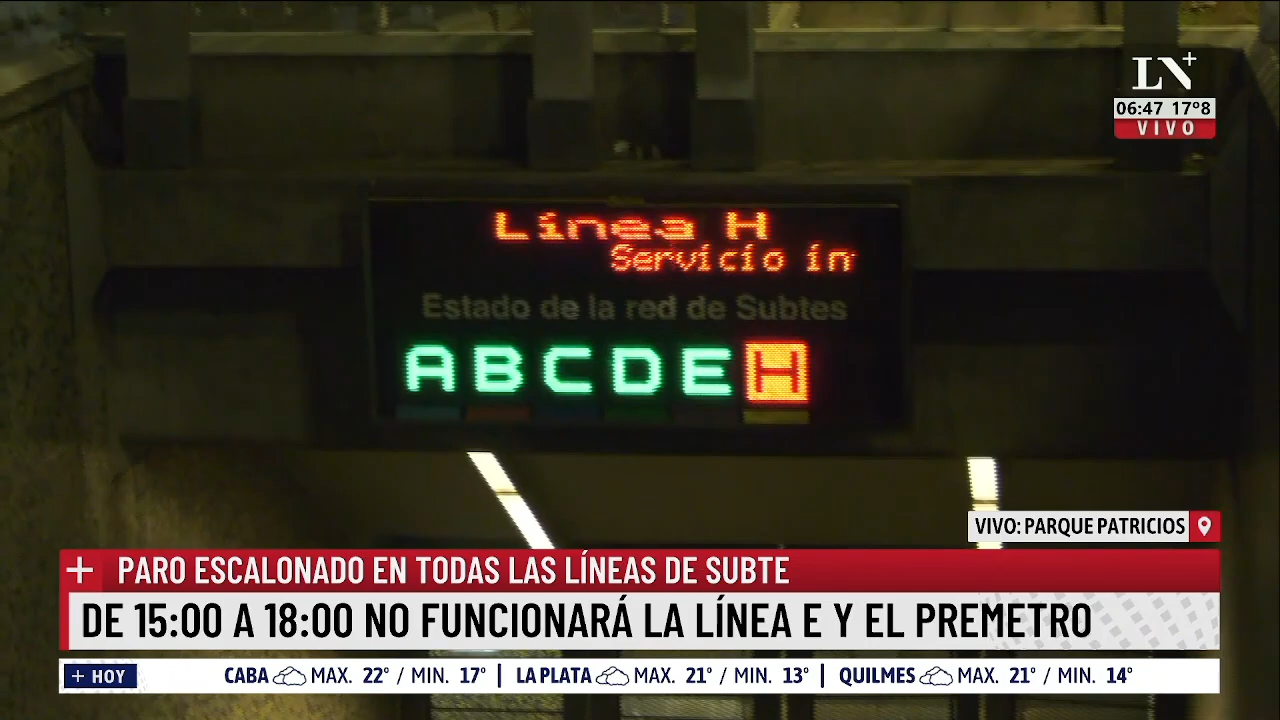 LN+
06:47 17°8
VIVO
Línea H
Servicio in
Estado de la red de Subtes
ABCDEH
VIVO: PARQUE PATRICIOS
+ PARO ESCALONADO EN TODAS LAS LÍNEAS DE SUBTE
DE 15:00 A 18:00 NO FUNCIONARÁ LA LÍNEA E Y EL PREMETRO
+ HOY CABA MAX. 22° / MIN. 17° | LA PLATA MAX. 21° / MIN. 13° | QUILMES MAX. 21° / MIN. 14°